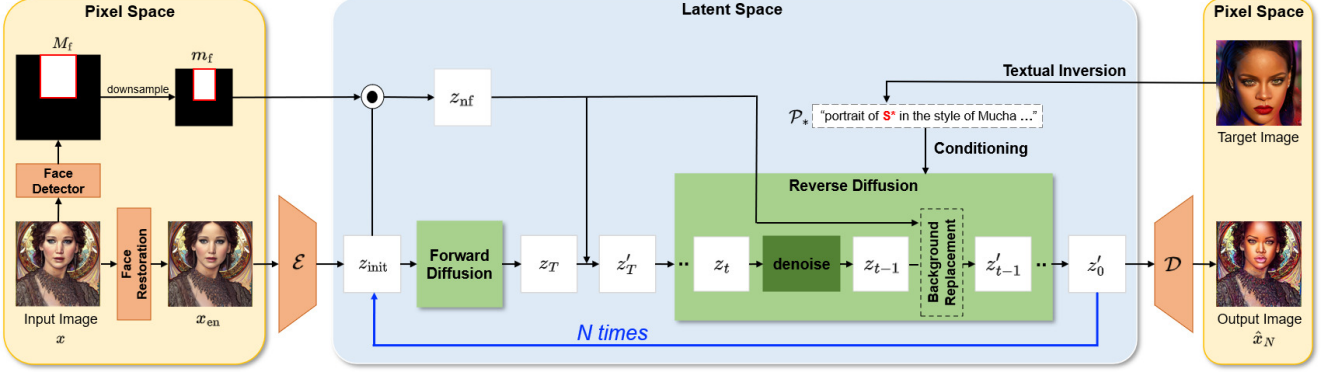 Pixel Space
M_f
m_f
downsample
Face
Detector
Face
Restoration
Input Image
x
x_en
ℰ
Latent Space
z_nf
z_init
Forward
Diffusion
z_T
z'_T
Textual Inversion
𝒫_* "portrait of S* in the style of Mucha ..."
Conditioning
Reverse Diffusion
z_t
denoise
z_{t-1}
Background
Replacement
z'_{t-1}
z'_0
N times
𝒟
Pixel Space
Target Image
Output Image
x̂_N